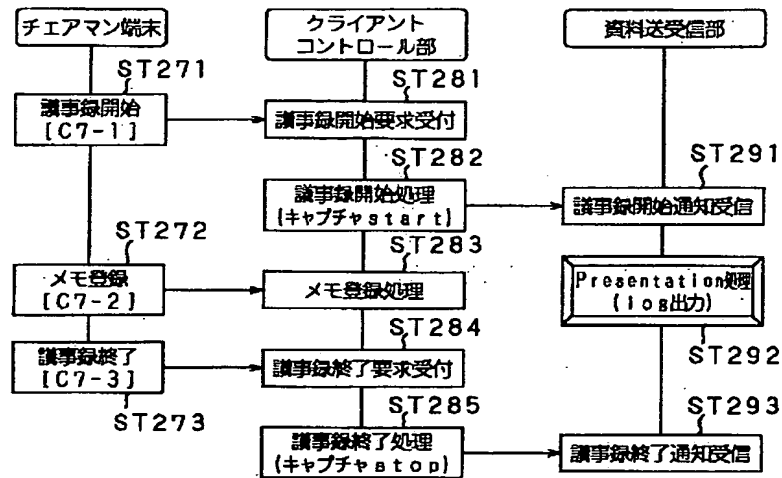 チェアマン端末
クライアント
コントロール部
資料送受信部
ST271
ST281
議事録開始
[C7-1]
議事録開始要求受付
ST282
ST291
議事録開始処理
(キャプチャstart)
議事録開始通知受信
ST272
ST283
メモ登録
[C7-2]
メモ登録処理
Presentation処理
(log出力)
ST284
ST292
議事録終了
[C7-3]
議事録終了要求受付
ST273
ST285
ST293
議事録終了処理
(キャプチャstop)
議事録終了通知受信